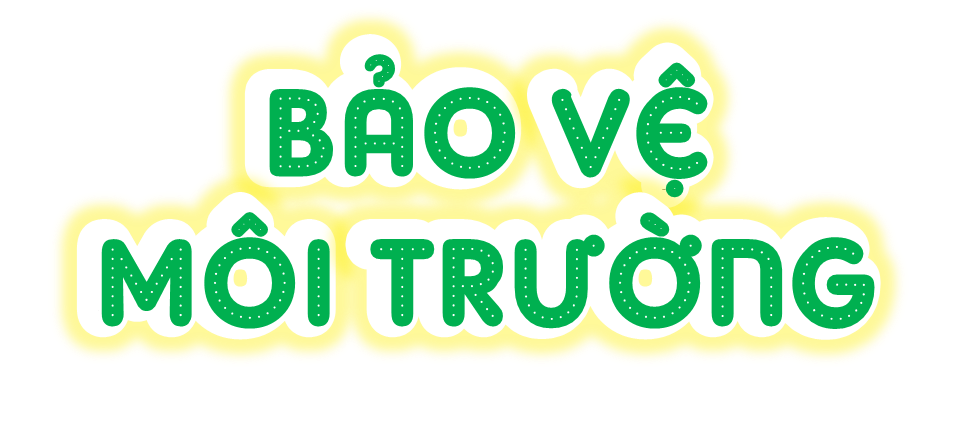 BẢO VỆ
MÔI TRƯỜNG